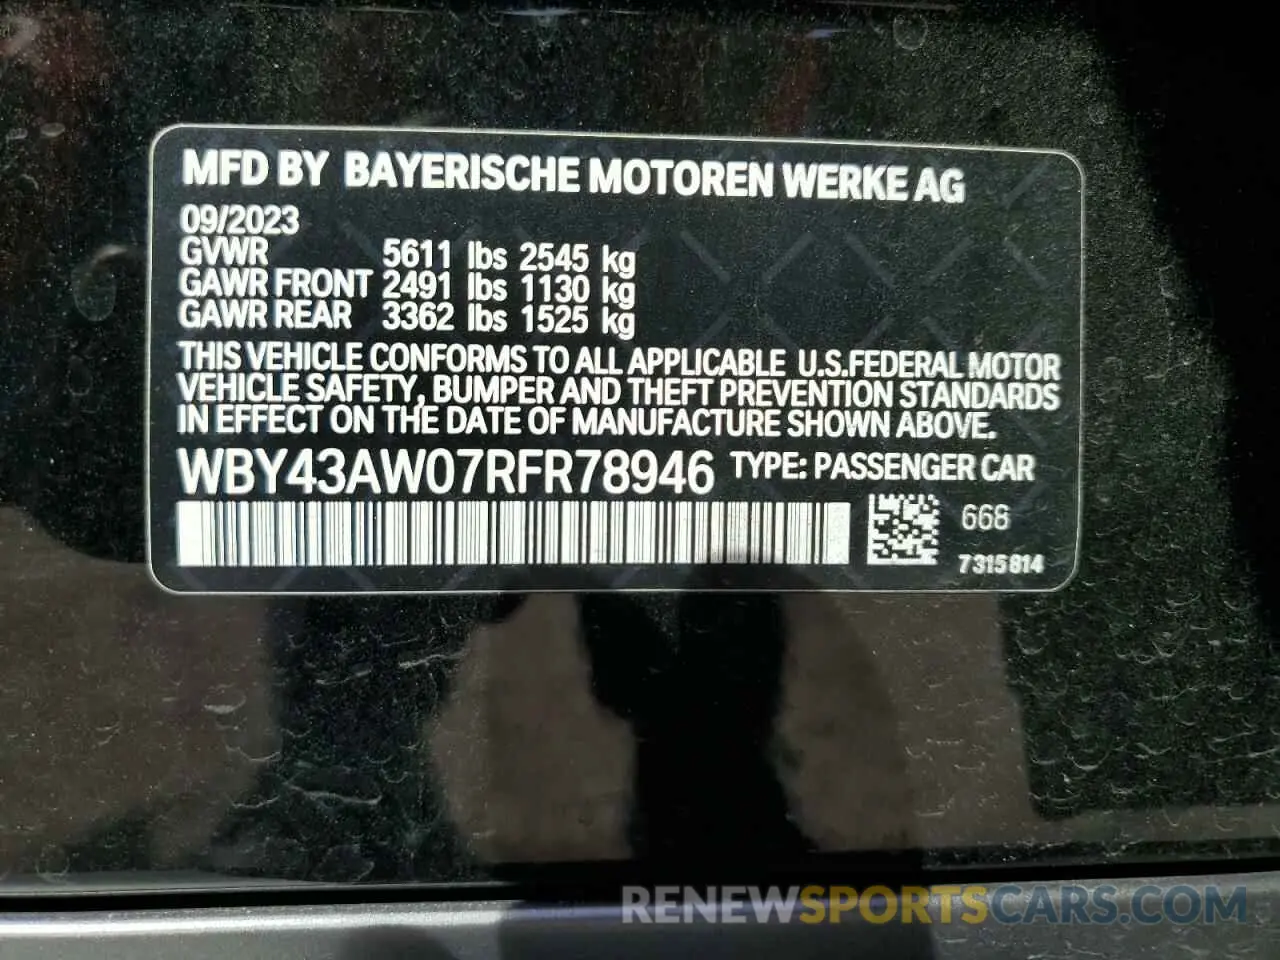 MFD BY BAYERISCHE MOTOREN WERKE AG
09/2023
GVWR 5611 lbs 2545 kg
GAWR FRONT 2491 lbs 1130 kg
GAWR REAR 3362 lbs 1525 kg
THIS VEHICLE CONFORMS TO ALL APPLICABLE U.S.FEDERAL MOTOR
VEHICLE SAFETY, BUMPER AND THEFT PREVENTION STANDARDS
IN EFFECT ON THE DATE OF MANUFACTURE SHOWN ABOVE.
WBY43AW07RFR78946 TYPE: PASSENGER CAR
668
7315814
RENEWSPORTSCARS.COM